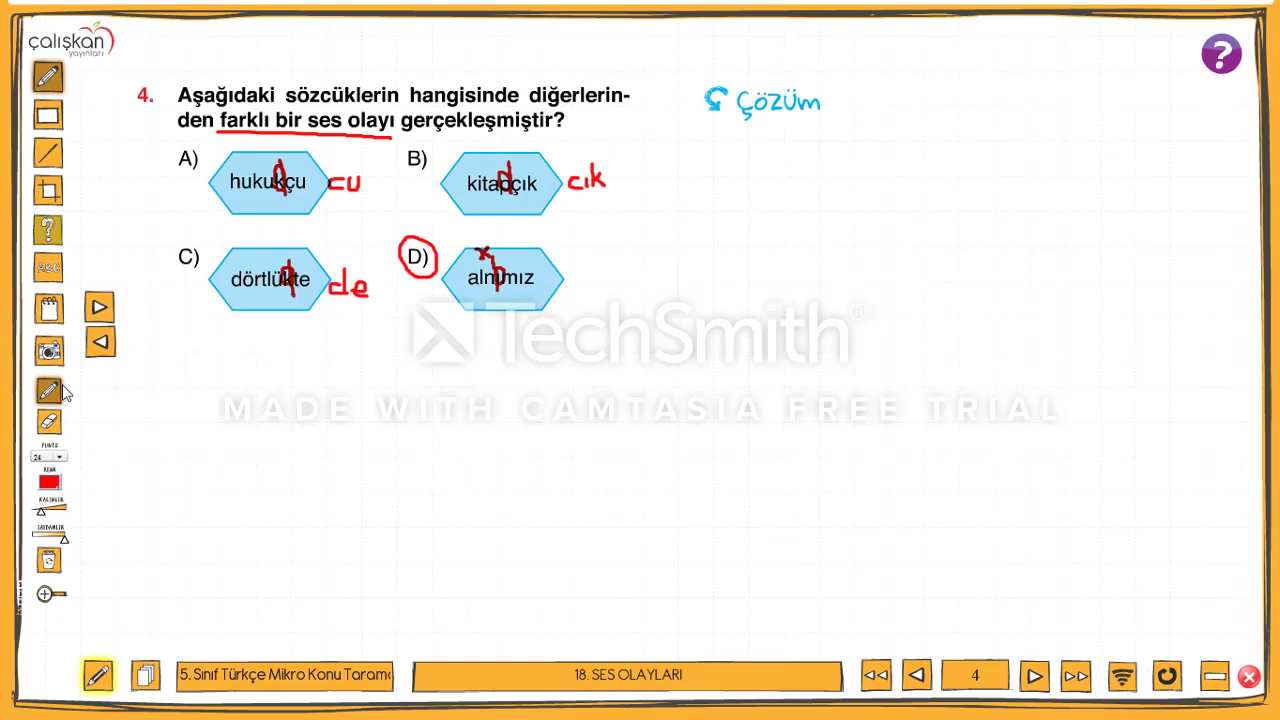 çalışkan
yayınları
4. Aşağıdaki sözcüklerin hangisinde diğerlerin-
den farklı bir ses olayı gerçekleşmiştir?
Çözüm
?
A) hukukçu cu
B) kitapçık cık
C) dörtlükte de
D) alnımız
TechSmith®
MADE WITH CAMTASIA FREE TRIAL
?
ABC
PUNTO
24
RENK
KALINLIK
SAYDAMLIK
5. Sınıf Türkçe Mikro Konu Taram
18. SES OLAYLARI
4